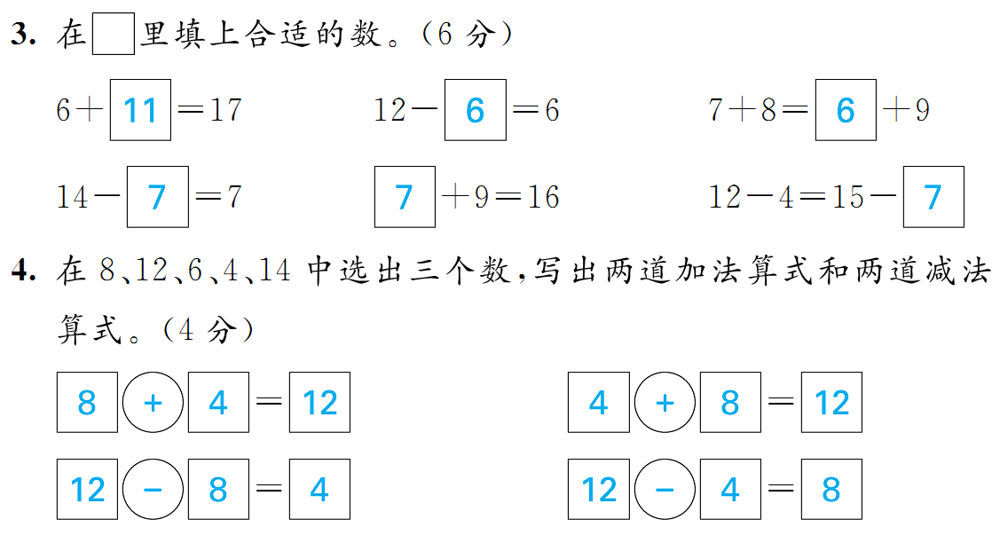 3. 在□里填上合适的数。(6 分)
6+11=17 12-6=6 7+8=6+9
14-7=7 7+9=16 12-4=15-7
4. 在 8、12、6、4、14 中选出三个数,写出两道加法算式和两道减法
算式。(4 分)
8+4=12 4+8=12
12-8=4 12-4=8